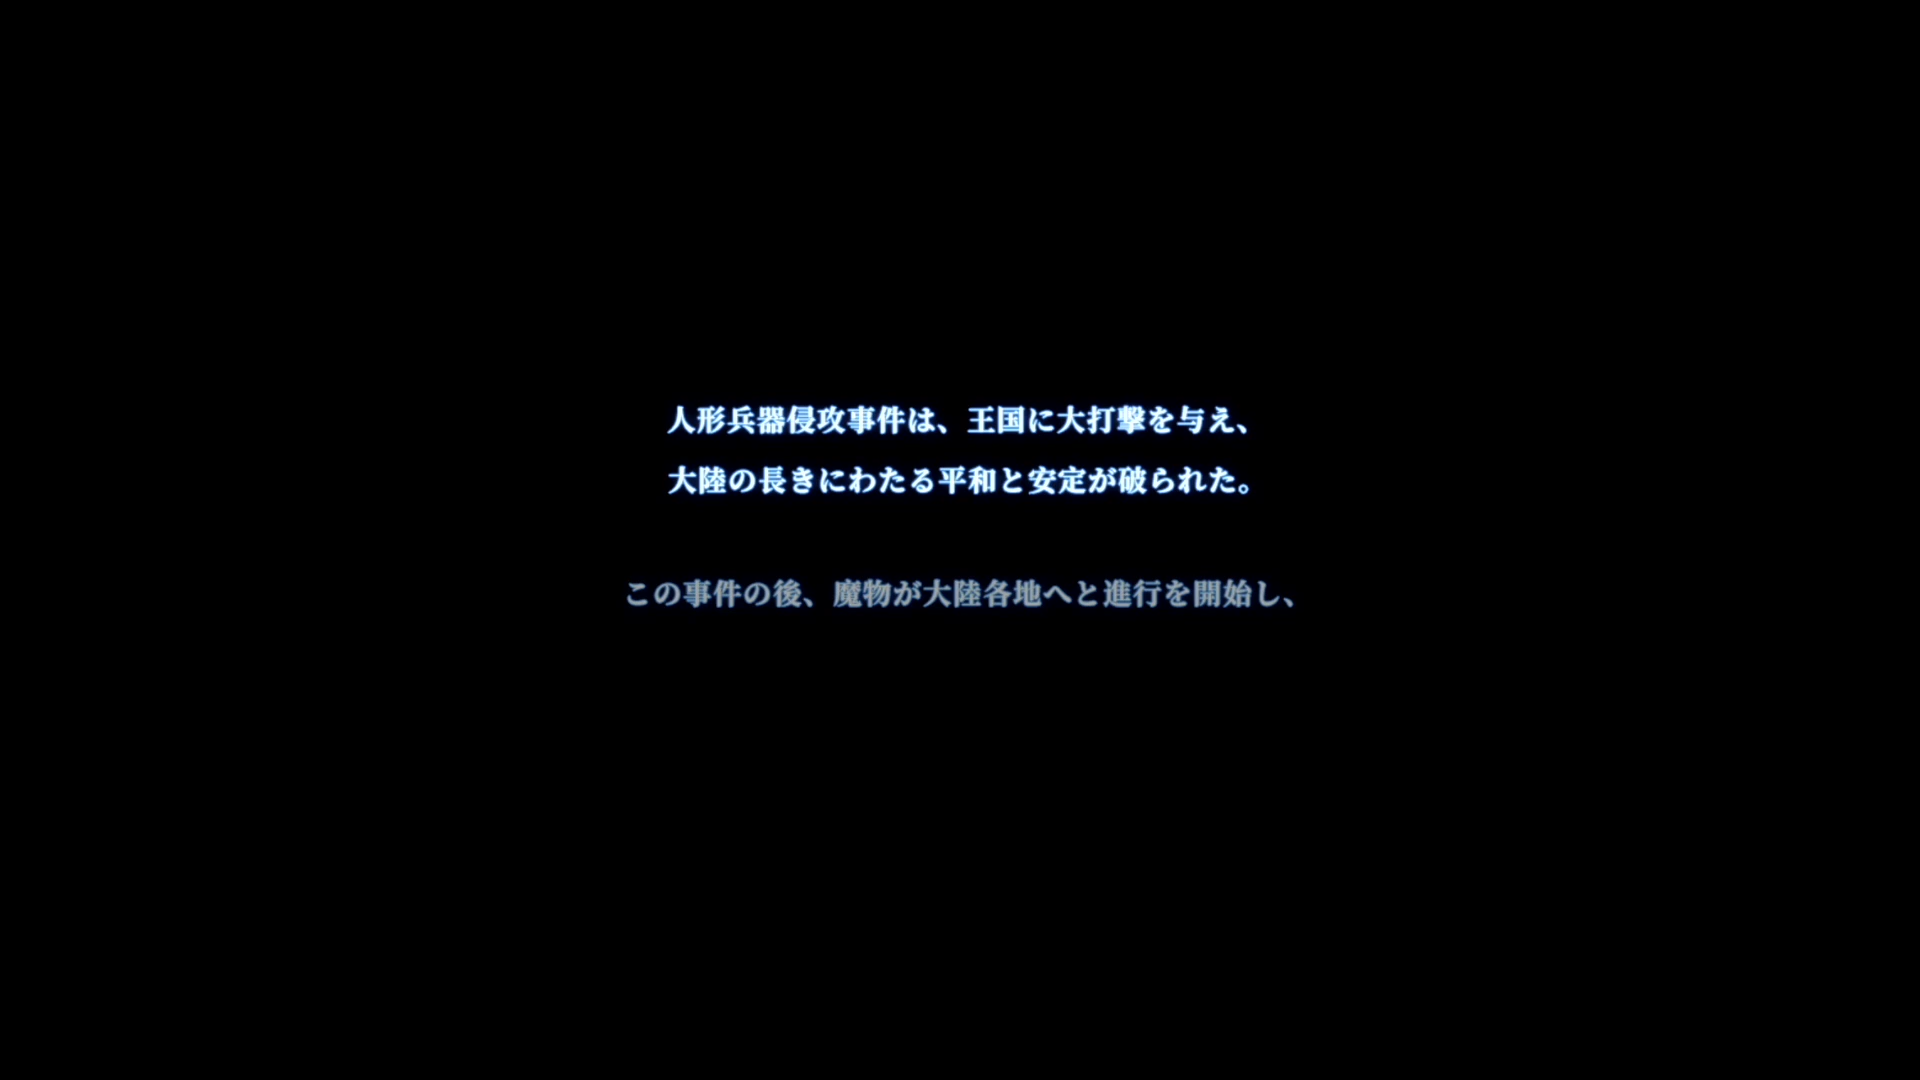 人形兵器侵攻事件は、王国に大打撃を与え、
大陸の長きにわたる平和と安定が破られた。
この事件の後、魔物が大陸各地へと進行を開始し、